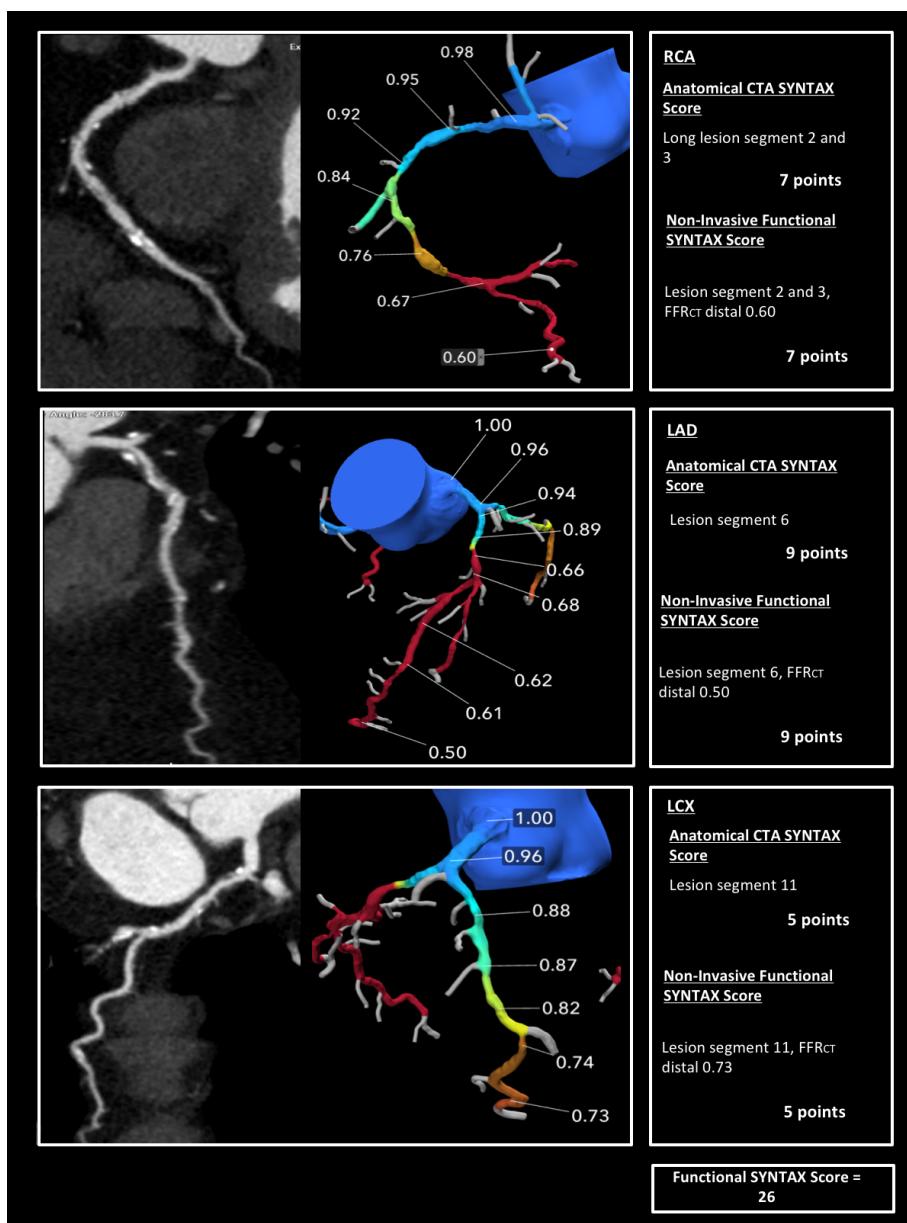 Ex
0.98
0.95
0.92
0.84
0.76
0.67
0.60
RCA
Anatomical CTA SYNTAX
Score
Long lesion segment 2 and
3
7 points
Non-Invasive Functional
SYNTAX Score
Lesion segment 2 and 3,
FFRCT distal 0.60
7 points
1.00
0.96
0.94
0.89
0.66
0.68
0.62
0.61
0.50
LAD
Anatomical CTA SYNTAX
Score
Lesion segment 6
9 points
Non-Invasive Functional
SYNTAX Score
Lesion segment 6, FFRCT
distal 0.50
9 points
1.00
0.96
0.88
0.87
0.82
0.74
0.73
LCX
Anatomical CTA SYNTAX
Score
Lesion segment 11
5 points
Non-Invasive Functional
SYNTAX Score
Lesion segment 11, FFRCT
distal 0.73
5 points
Functional SYNTAX Score =
26